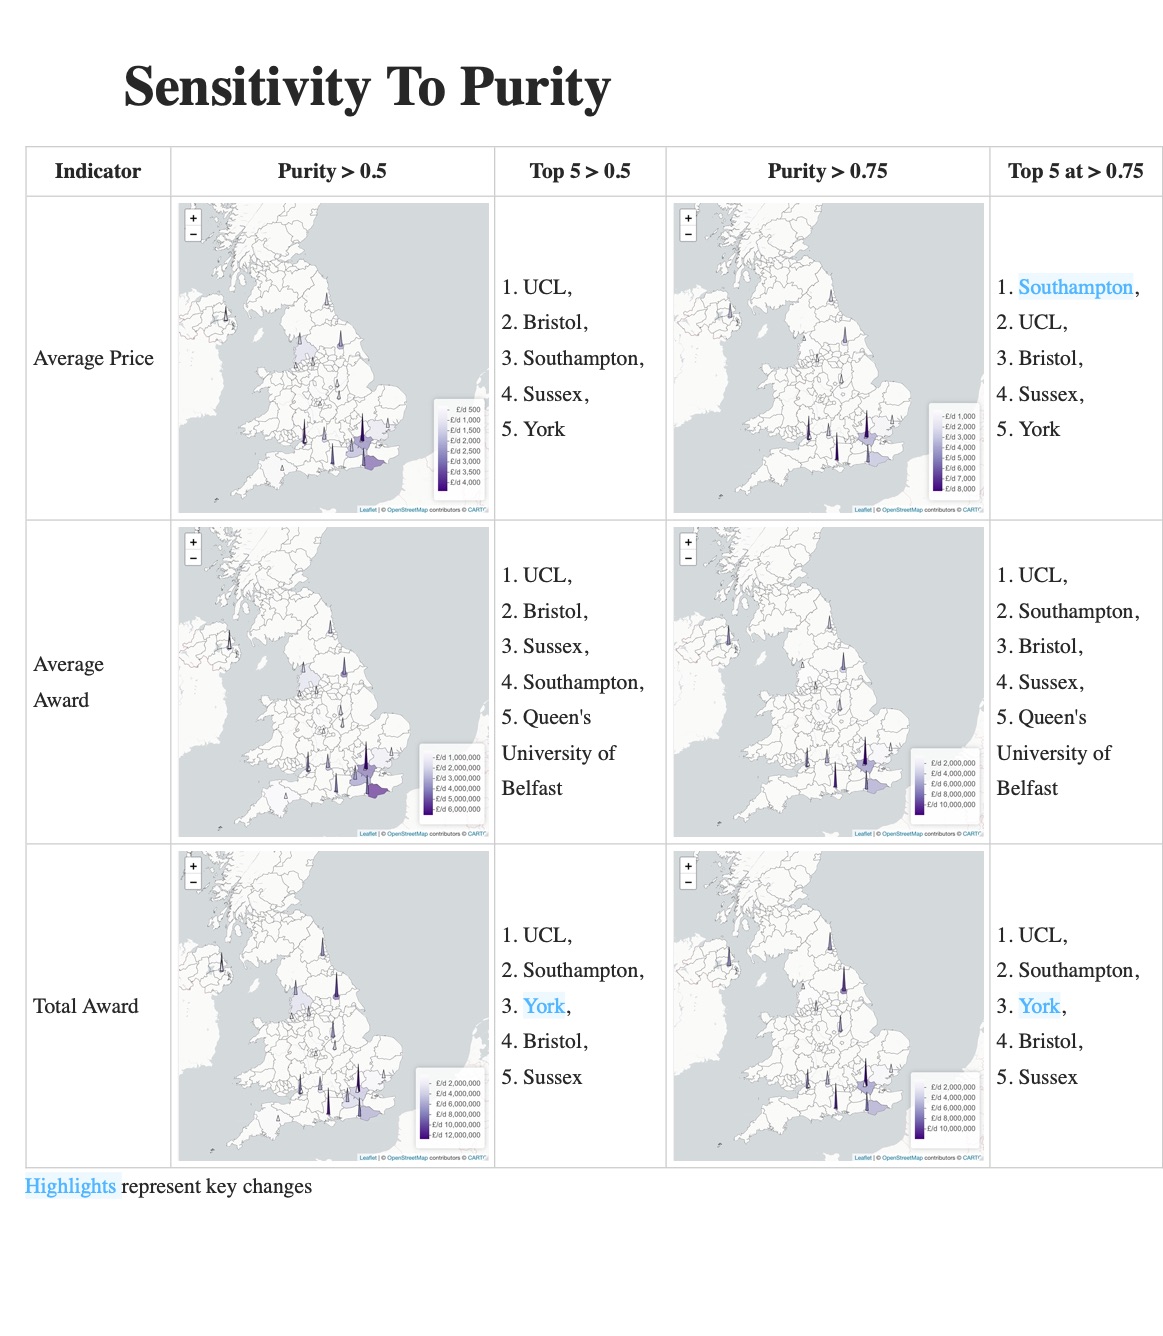 Sensitivity To Purity
Indicator
Purity > 0.5
Top 5 > 0.5
Purity > 0.75
Top 5 at > 0.75
Average Price
+
−
£/d 500
£/d 1,000
£/d 1,500
£/d 2,000
£/d 2,500
£/d 3,000
£/d 3,500
£/d 4,000
Leaflet | © OpenStreetMap contributors © CARTO
1. UCL,
2. Bristol,
3. Southampton,
4. Sussex,
5. York
+
−
£/d 1,000
£/d 2,000
£/d 3,000
£/d 4,000
£/d 5,000
£/d 6,000
£/d 7,000
£/d 8,000
Leaflet | © OpenStreetMap contributors © CARTO
1. Southampton,
2. UCL,
3. Bristol,
4. Sussex,
5. York
Average
Award
+
−
£/d 1,000,000
£/d 2,000,000
£/d 3,000,000
£/d 4,000,000
£/d 5,000,000
£/d 6,000,000
Leaflet | © OpenStreetMap contributors © CARTO
1. UCL,
2. Bristol,
3. Sussex,
4. Southampton,
5. Queen's
University of
Belfast
+
−
£/d 2,000,000
£/d 4,000,000
£/d 6,000,000
£/d 8,000,000
£/d 10,000,000
Leaflet | © OpenStreetMap contributors © CARTO
1. UCL,
2. Southampton,
3. Bristol,
4. Sussex,
5. Queen's
University of
Belfast
Total Award
+
−
£/d 2,000,000
£/d 4,000,000
£/d 6,000,000
£/d 8,000,000
£/d 10,000,000
£/d 12,000,000
Leaflet | © OpenStreetMap contributors © CARTO
1. UCL,
2. Southampton,
3. York,
4. Bristol,
5. Sussex
+
−
£/d 2,000,000
£/d 4,000,000
£/d 6,000,000
£/d 8,000,000
£/d 10,000,000
Leaflet | © OpenStreetMap contributors © CARTO
1. UCL,
2. Southampton,
3. York,
4. Bristol,
5. Sussex
Highlights represent key changes